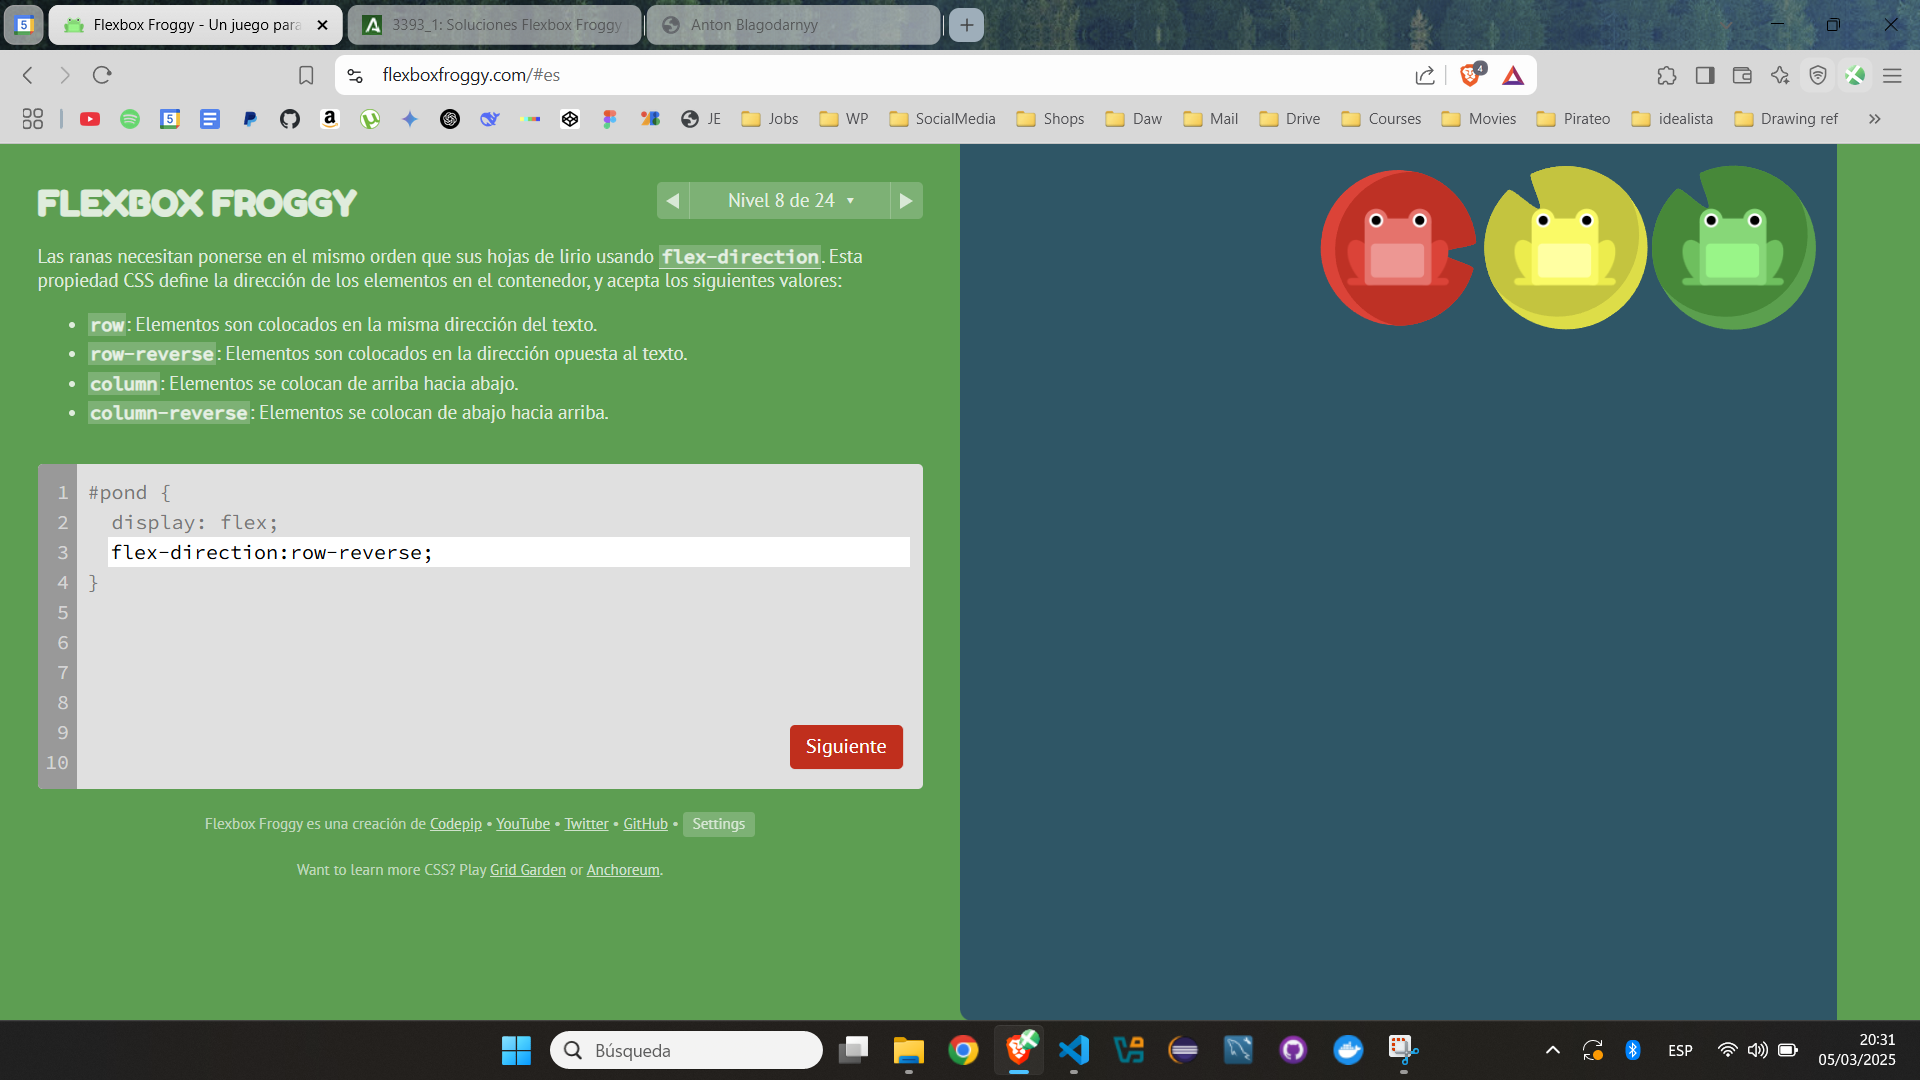 5
Flexbox Froggy - Un juego para
3393_1: Soluciones Flexbox Froggy
Anton Blagodarnyy
flexboxfroggy.com/#es
4
5
JE
Jobs
WP
SocialMedia
Shops
Daw
Mail
Drive
Courses
Movies
Pirateo
idealista
Drawing ref
FLEXBOX FROGGY
Nivel 8 de 24
Las ranas necesitan ponerse en el mismo orden que sus hojas de lirio usando flex-direction. Esta
propiedad CSS define la dirección de los elementos en el contenedor, y acepta los siguientes valores:
• row: Elementos son colocados en la misma dirección del texto.
• row-reverse: Elementos son colocados en la dirección opuesta al texto.
• column: Elementos se colocan de arriba hacia abajo.
• column-reverse: Elementos se colocan de abajo hacia arriba.
1 #pond {
2 display: flex;
3 flex-direction:row-reverse;
4 }
5
6
7
8
9
10
Siguiente
Flexbox Froggy es una creación de Codepip • YouTube • Twitter • GitHub • Settings
Want to learn more CSS? Play Grid Garden or Anchoreum.
Búsqueda
ESP
20:31
05/03/2025